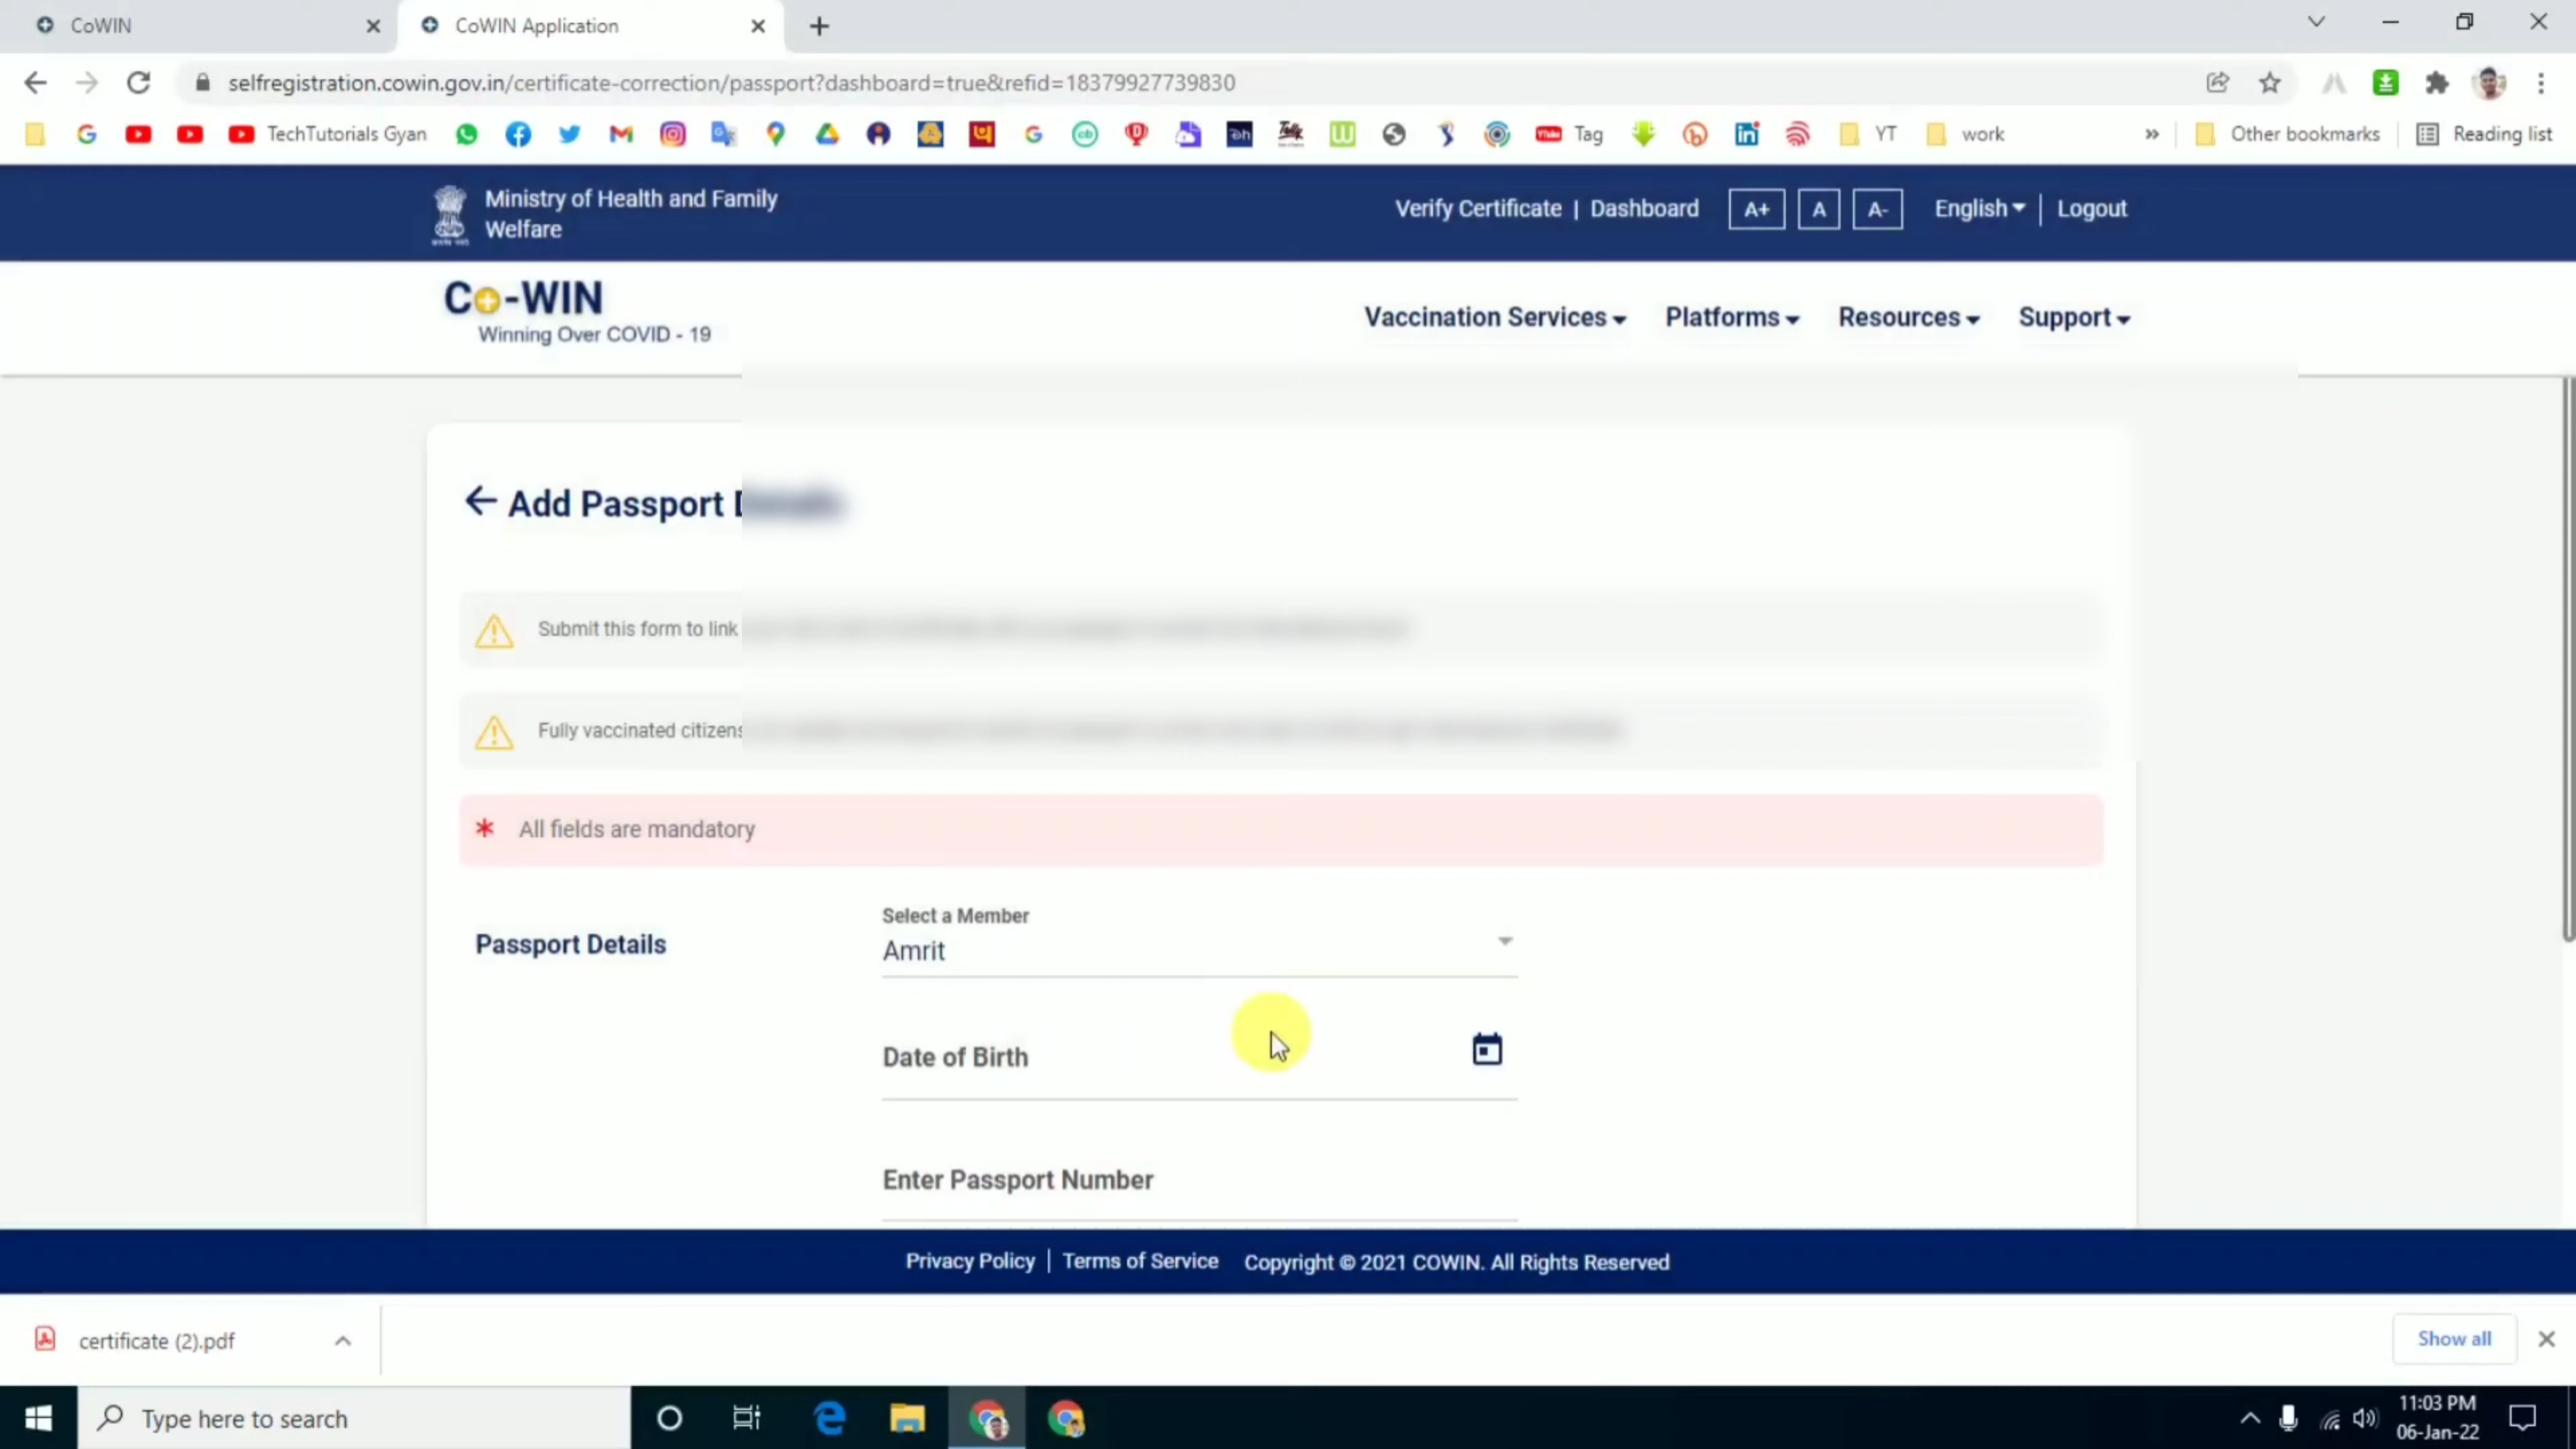 CoWIN
CoWIN Application
selfregistration.cowin.gov.in/certificate-correction/passport?dashboard=true&refid=18379927739830
TechTutorials Gyan
Tag
YT
work
Other bookmarks
Reading list
Ministry of Health and Family
Welfare
Verify Certificate | Dashboard
A+
A
A-
English
Logout
Co-WIN
Winning Over COVID - 19
Vaccination Services
Platforms
Resources
Support
Add Passport
Submit this form to link
Fully vaccinated citizens
* All fields are mandatory
Passport Details
Select a Member
Amrit
Date of Birth
Enter Passport Number
Privacy Policy | Terms of Service
Copyright © 2021 COWIN. All Rights Reserved
certificate (2).pdf
Show all
Type here to search
11:03 PM
06-Jan-22